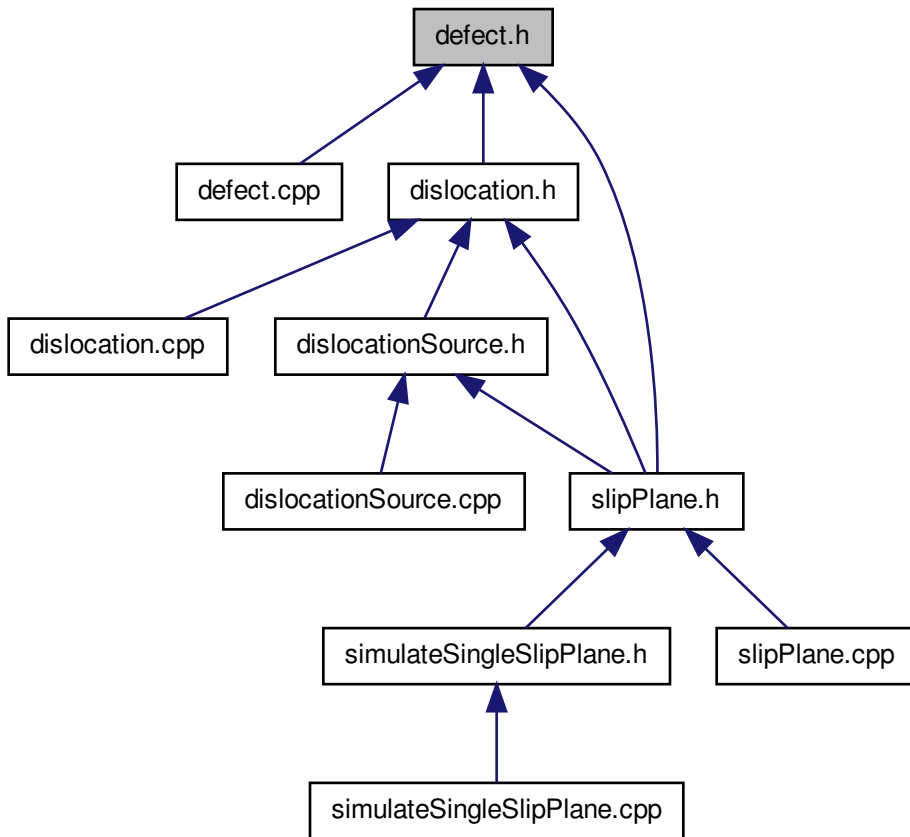 defect.h
defect.cpp
dislocation.h
dislocation.cpp
dislocationSource.h
dislocationSource.cpp
slipPlane.h
simulateSingleSlipPlane.h
slipPlane.cpp
simulateSingleSlipPlane.cpp